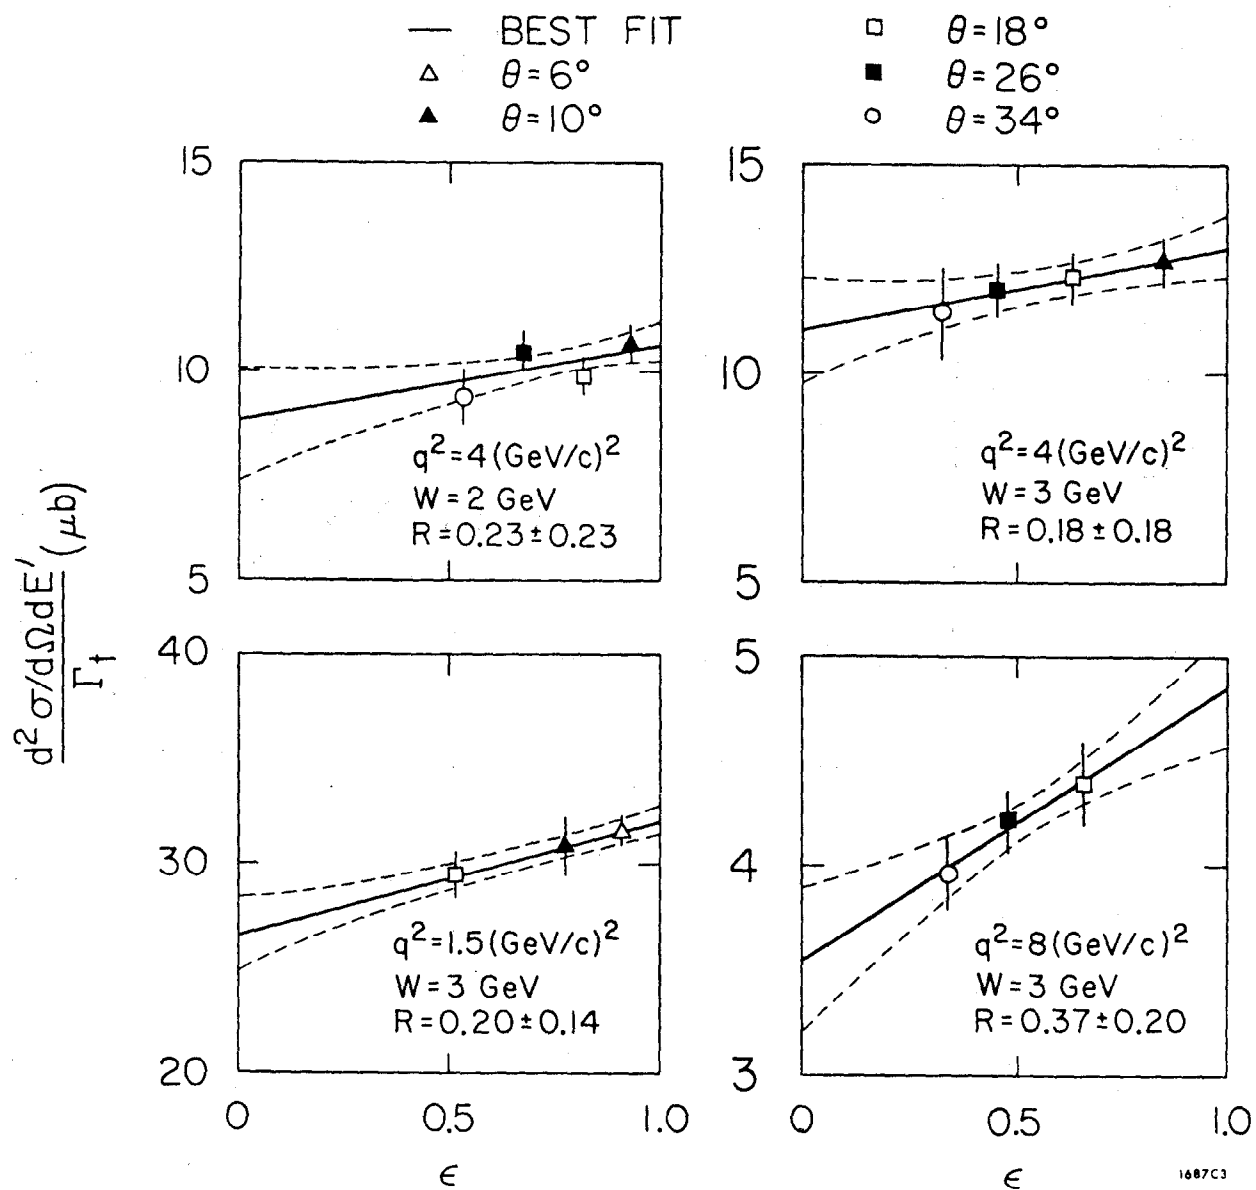 BEST FIT
θ=6°
θ=10°
θ=18°
θ=26°
θ=34°
d² σ/dΩdE′
Γt
(μb)
15
10
5
q²=4(GeV/c)²
W=2 GeV
R=0.23±0.23
15
10
5
q²=4(GeV/c)²
W=3 GeV
R=0.18±0.18
40
30
20
q²=1.5(GeV/c)²
W=3 GeV
R=0.20±0.14
0 0.5 1.0
ϵ
5
4
3
q²=8(GeV/c)²
W=3 GeV
R=0.37±0.20
0 0.5 1.0
ϵ
1687C3